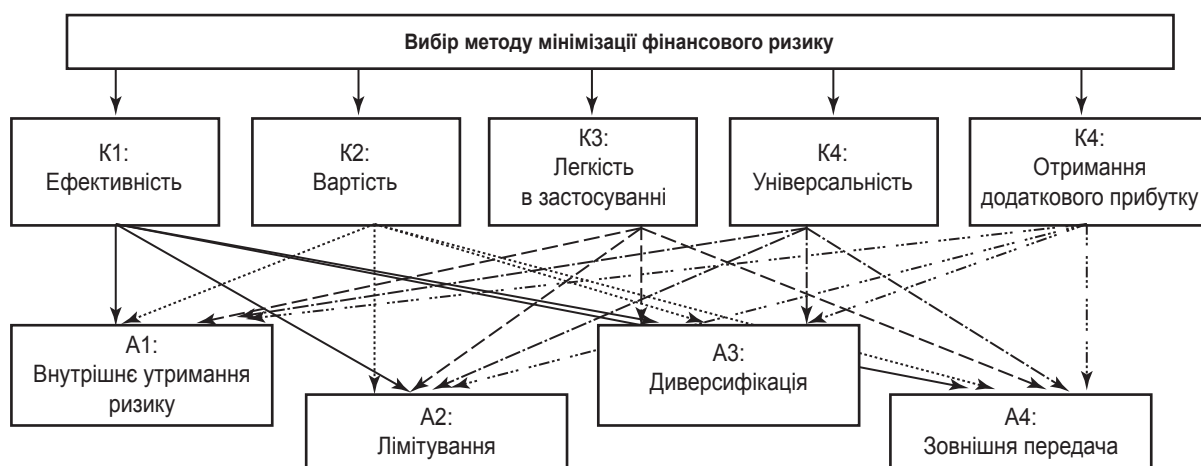 Вибір методу мінімізації фінансового ризику
К1:
Ефективність
К2:
Вартість
К3:
Легкість
в застосуванні
К4:
Універсальність
К4:
Отримання
додаткового прибутку
А1:
Внутрішнє утримання
ризику
А2:
Лімітування
А3:
Диверсифікація
А4:
Зовнішня передача